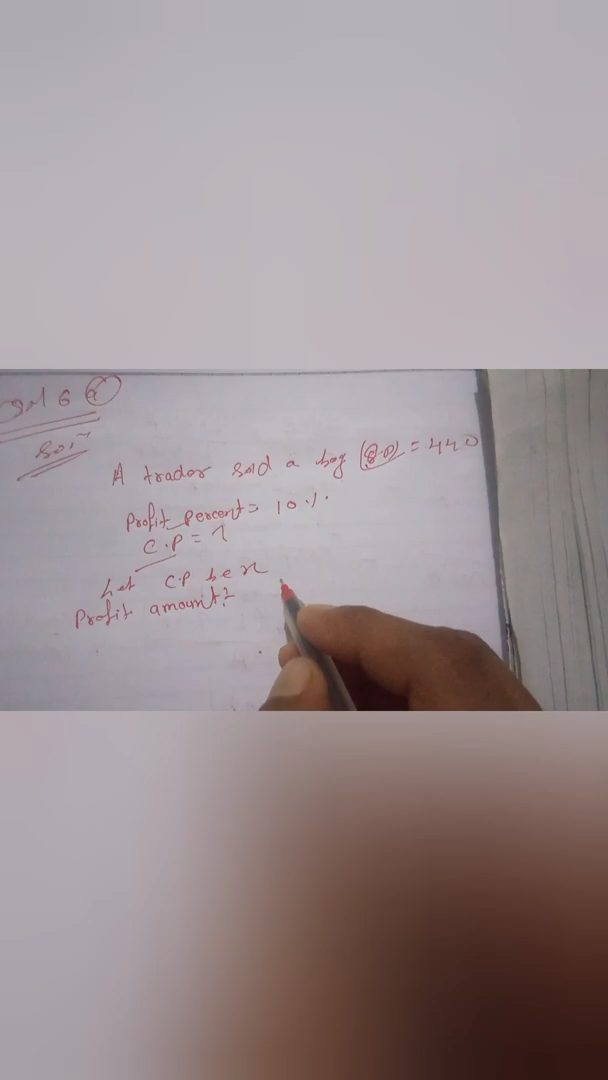 6 a
Sol
A trader sold a bag (S.P) = 440
Profit percent = 10%.
C.P = ?
Let C.P be x
Profit amount?